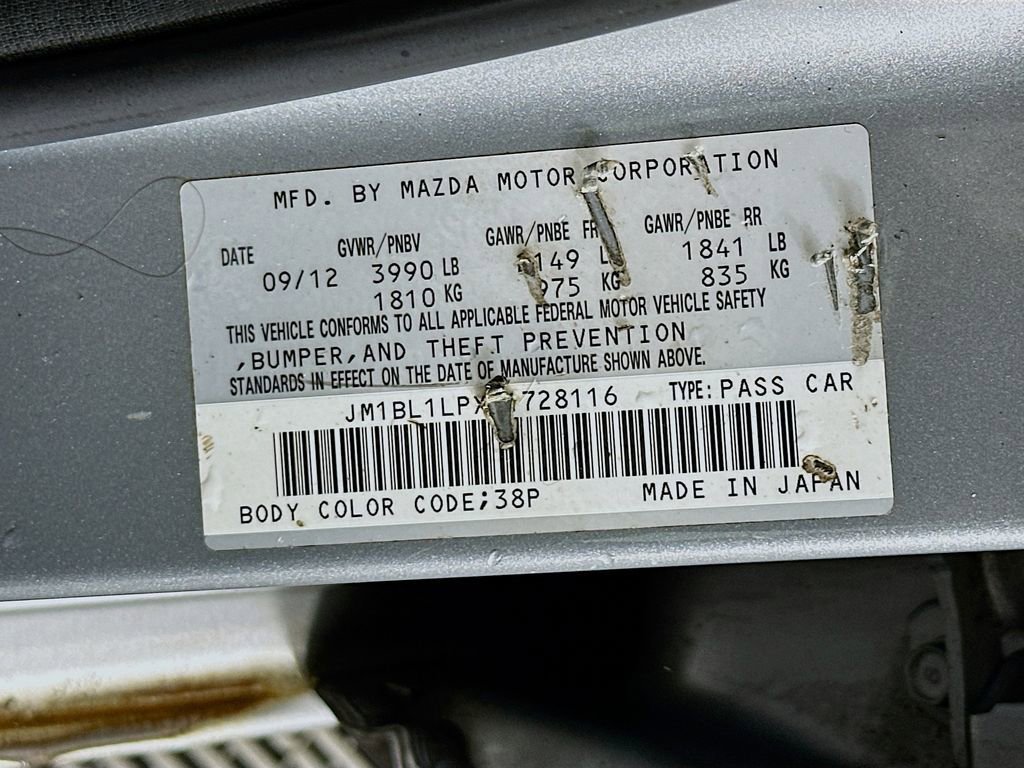 MFD. BY MAZDA MOTOR CORPORATION
DATE GVWR/PNBV GAWR/PNBE FR GAWR/PNBE RR
09/12 3990 LB 1841 LB
1810 KG 975 KG 835 KG
THIS VEHICLE CONFORMS TO ALL APPLICABLE FEDERAL MOTOR VEHICLE SAFETY
,BUMPER,AND THEFT PREVENTION
STANDARDS IN EFFECT ON THE DATE OF MANUFACTURE SHOWN ABOVE.
TYPE: PASS CAR
BODY COLOR CODE;38P MADE IN JAPAN